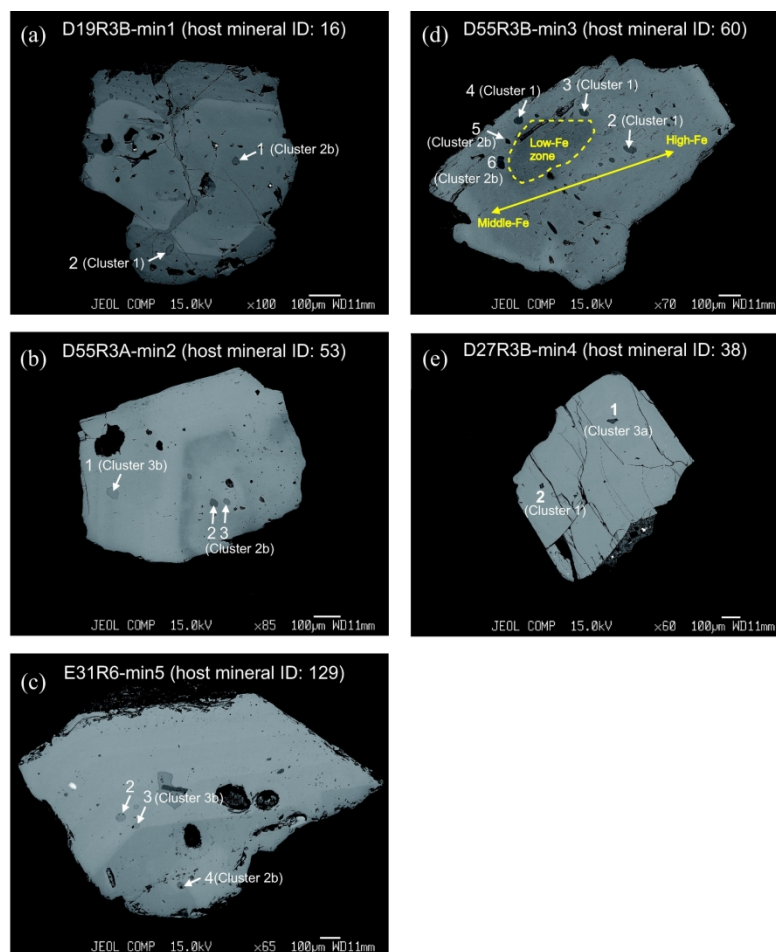 (a) D19R3B-min1 (host mineral ID: 16)
1 (Cluster 2b)
2 (Cluster 1)
JEOL COMP 15.0kV ×100 100μm WD11mm
(b) D55R3A-min2 (host mineral ID: 53)
1 (Cluster 3b)
2 3
(Cluster 2b)
JEOL COMP 15.0kV ×85 100μm WD11mm
(c) E31R6-min5 (host mineral ID: 129)
2
3 (Cluster 3b)
4 (Cluster 2b)
JEOL COMP 15.0kV ×65 100μm WD11mm
(d) D55R3B-min3 (host mineral ID: 60)
4 (Cluster 1)
3 (Cluster 1)
2 (Cluster 1)
5
(Cluster 2b)
6
(Cluster 2b)
Low-Fe
zone
High-Fe
Middle-Fe
JEOL COMP 15.0kV ×70 100μm WD11mm
(e) D27R3B-min4 (host mineral ID: 38)
1
(Cluster 3a)
2
(Cluster 1)
JEOL COMP 15.0kV ×60 100μm WD11mm